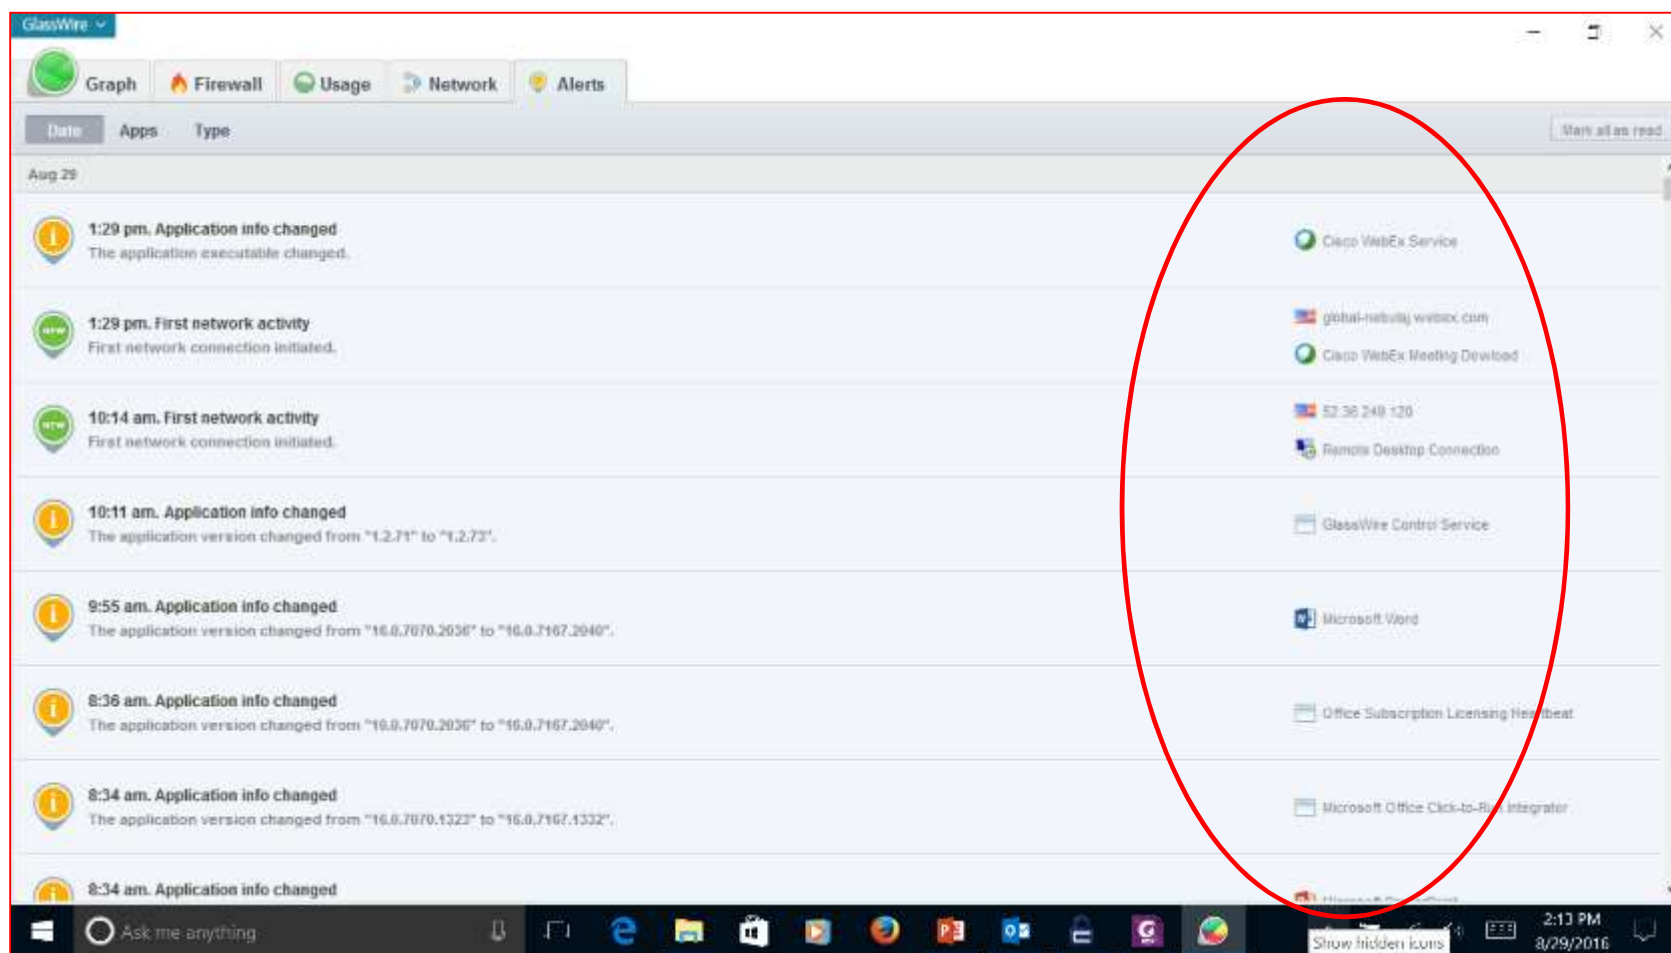 GlassWire
Graph Firewall Usage Network Alerts
Date Apps Type Mark all as read
Aug 29
1:29 pm. Application info changed
The application executable changed.
Cisco WebEx Service
1:29 pm. First network activity
First network connection initiated.
global-nebulaj.webex.com
Cisco WebEx Meeting Dowload
10:14 am. First network activity
First network connection initiated.
Remote Desktop Connection
10:11 am. Application info changed
The application version changed from "1.2.71" to "1.2.73".
GlassWire Control Service
9:55 am. Application info changed
The application version changed from "16.0.7070.2036" to "16.0.7167.2040".
Microsoft Word
8:36 am. Application info changed
The application version changed from "16.0.7070.2036" to "16.0.7167.2040".
Office Subscription Licensing Heartbeat
8:34 am. Application info changed
The application version changed from "16.0.7070.1323" to "16.0.7167.1332".
Microsoft Office Click-to-Run Integrator
8:34 am. Application info changed
Ask me anything
Show hidden icons
2:13 PM
8/29/2016